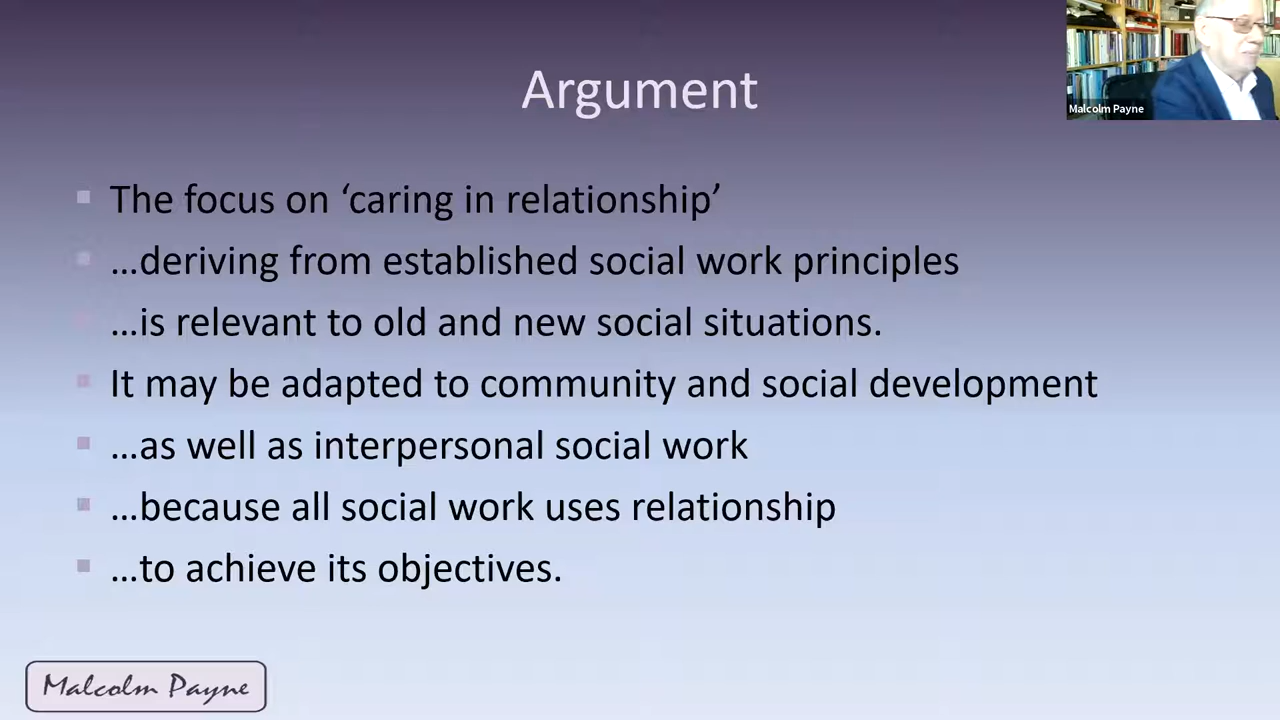 Argument
Malcolm Payne
The focus on ‘caring in relationship’
…deriving from established social work principles
…is relevant to old and new social situations.
It may be adapted to community and social development
…as well as interpersonal social work
…because all social work uses relationship
…to achieve its objectives.
Malcolm Payne